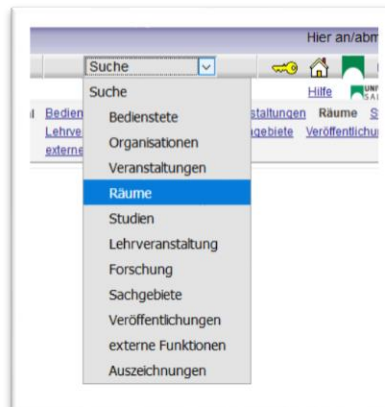 Hier an/abm
Suche
Suche
Hilfe
Bedien
staltungen Räume S
Lehrve
gebiete Veröffentlichu
externe
Bedienstete
Organisationen
Veranstaltungen
Räume
Studien
Lehrveranstaltung
Forschung
Sachgebiete
Veröffentlichungen
externe Funktionen
Auszeichnungen